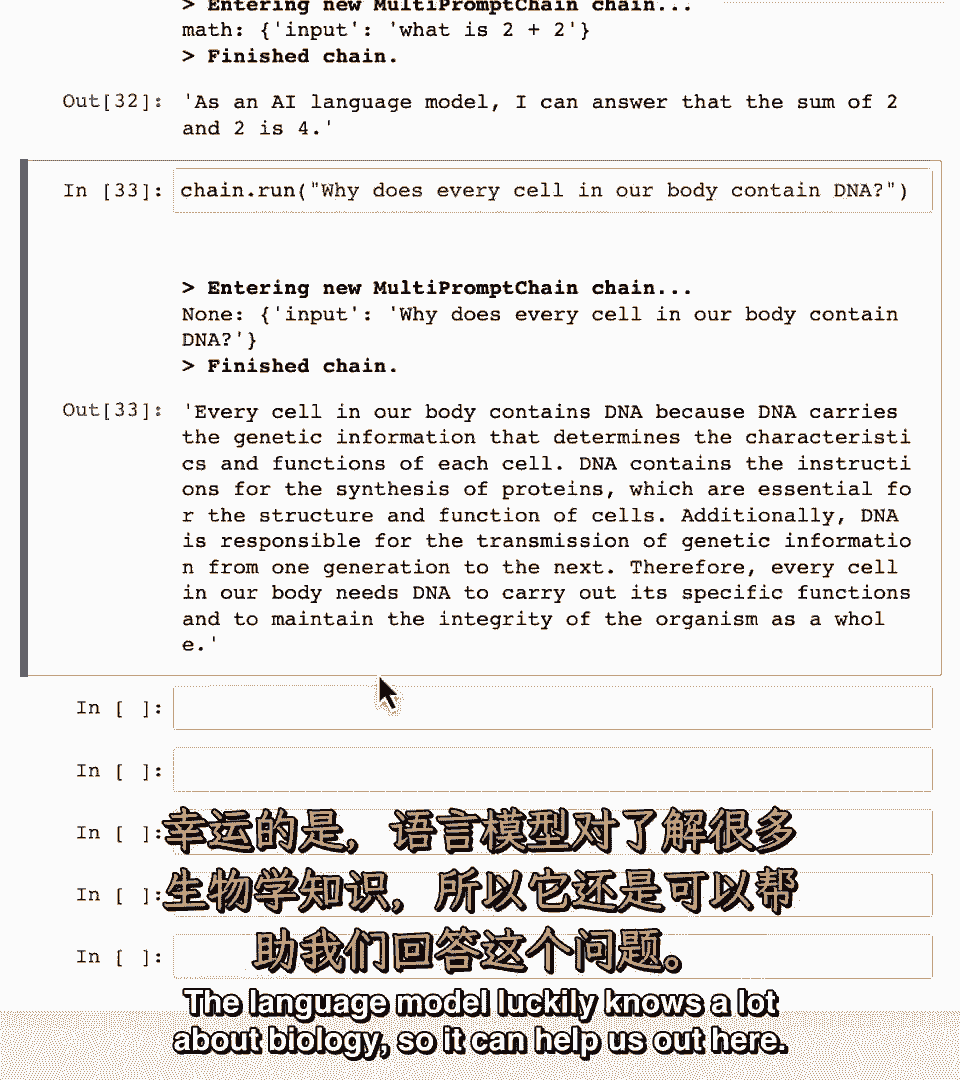 > Entering new MultiPromptChain chain...
math: {'input': 'what is 2 + 2'}
> Finished chain.
Out[32]: 'As an AI language model, I can answer that the sum of 2
and 2 is 4.'
In [33]: chain.run("Why does every cell in our body contain DNA?")
> Entering new MultiPromptChain chain...
None: {'input': 'Why does every cell in our body contain
DNA?'}
> Finished chain.
Out[33]: 'Every cell in our body contains DNA because DNA carries
the genetic information that determines the characteristi
cs and functions of each cell. DNA contains the instructi
ons for the synthesis of proteins, which are essential fo
r the structure and function of cells. Additionally, DNA
is responsible for the transmission of genetic informatio
n from one generation to the next. Therefore, every cell
in our body needs DNA to carry out its specific functions
and to maintain the integrity of the organism as a whol
e.'
In [ ]:
In [ ]:
In [ ]:
In [ ]:
In [ ]:
幸运的是，语言模型对了解很多
生物学知识，所以它还是可以帮
助我们回答这个问题。
The language model luckily knows a lot
about biology, so it can help us out here.